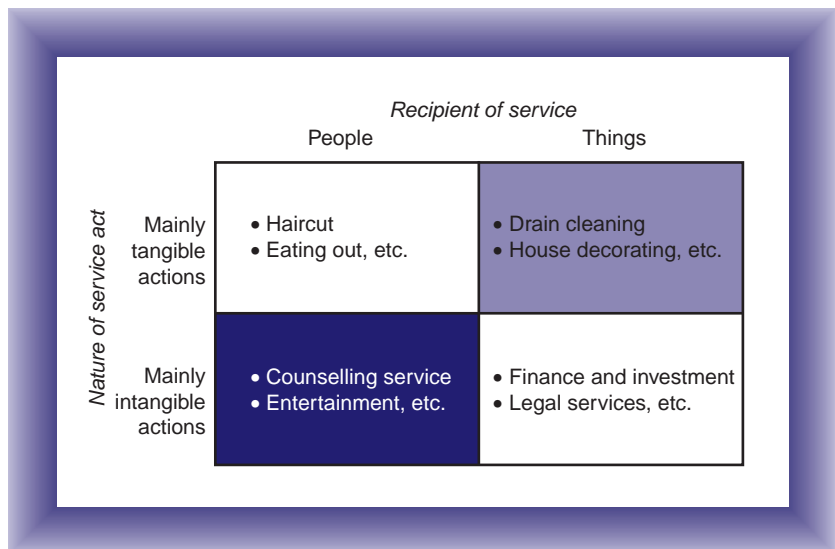 Recipient of service
People
Things
Nature of service act
Mainly
tangible
actions
• Haircut
• Eating out, etc.
• Drain cleaning
• House decorating, etc.
Mainly
intangible
actions
• Counselling service
• Entertainment, etc.
• Finance and investment
• Legal services, etc.